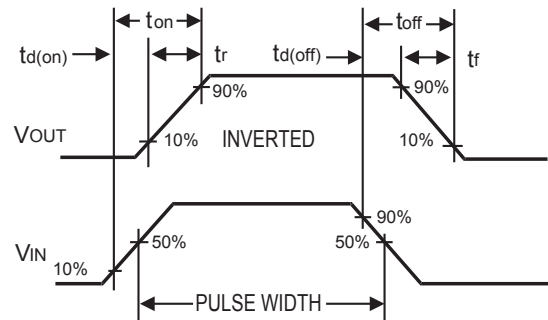 ton toff
td(on) tr td(off) tf
90% 90%
VOUT 10% INVERTED 10%
90%
VIN 50% 50%
10%
PULSE WIDTH